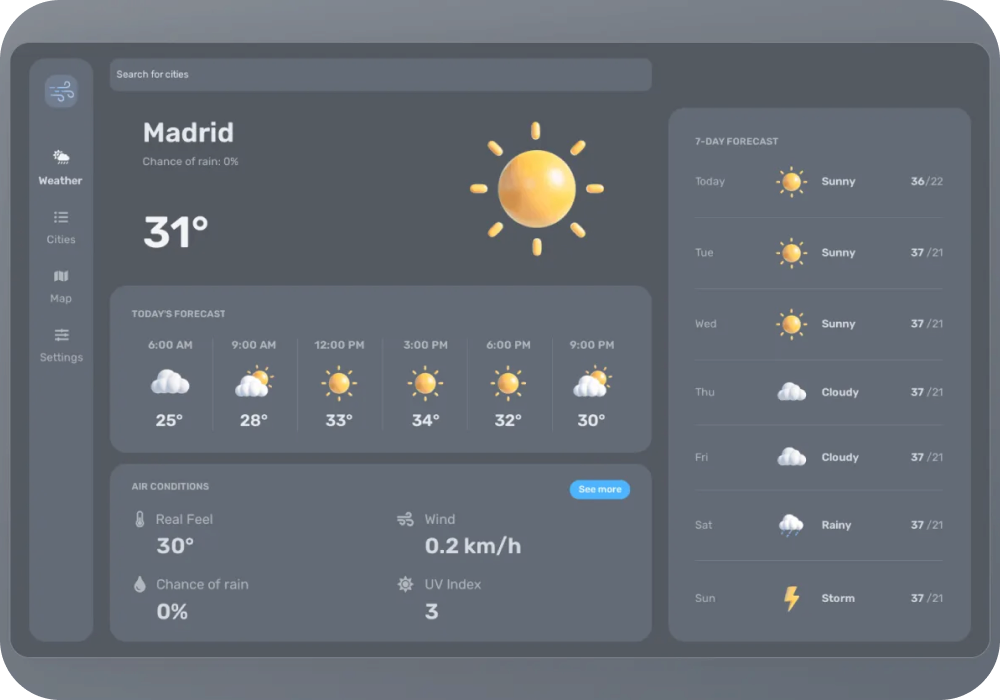 Search for cities
Weather
Cities
Map
Settings
Madrid
Chance of rain: 0%
31°
TODAY'S FORECAST
6:00 AM 9:00 AM 12:00 PM 3:00 PM 6:00 PM 9:00 PM
25° 28° 33° 34° 32° 30°
AIR CONDITIONS
See more
Real Feel
30°
Wind
0.2 km/h
Chance of rain
0%
UV Index
3
7-DAY FORECAST
Today Sunny 36/22
Tue Sunny 37 /21
Wed Sunny 37 /21
Thu Cloudy 37 /21
Fri Cloudy 37 /21
Sat Rainy 37 /21
Sun Storm 37 /21